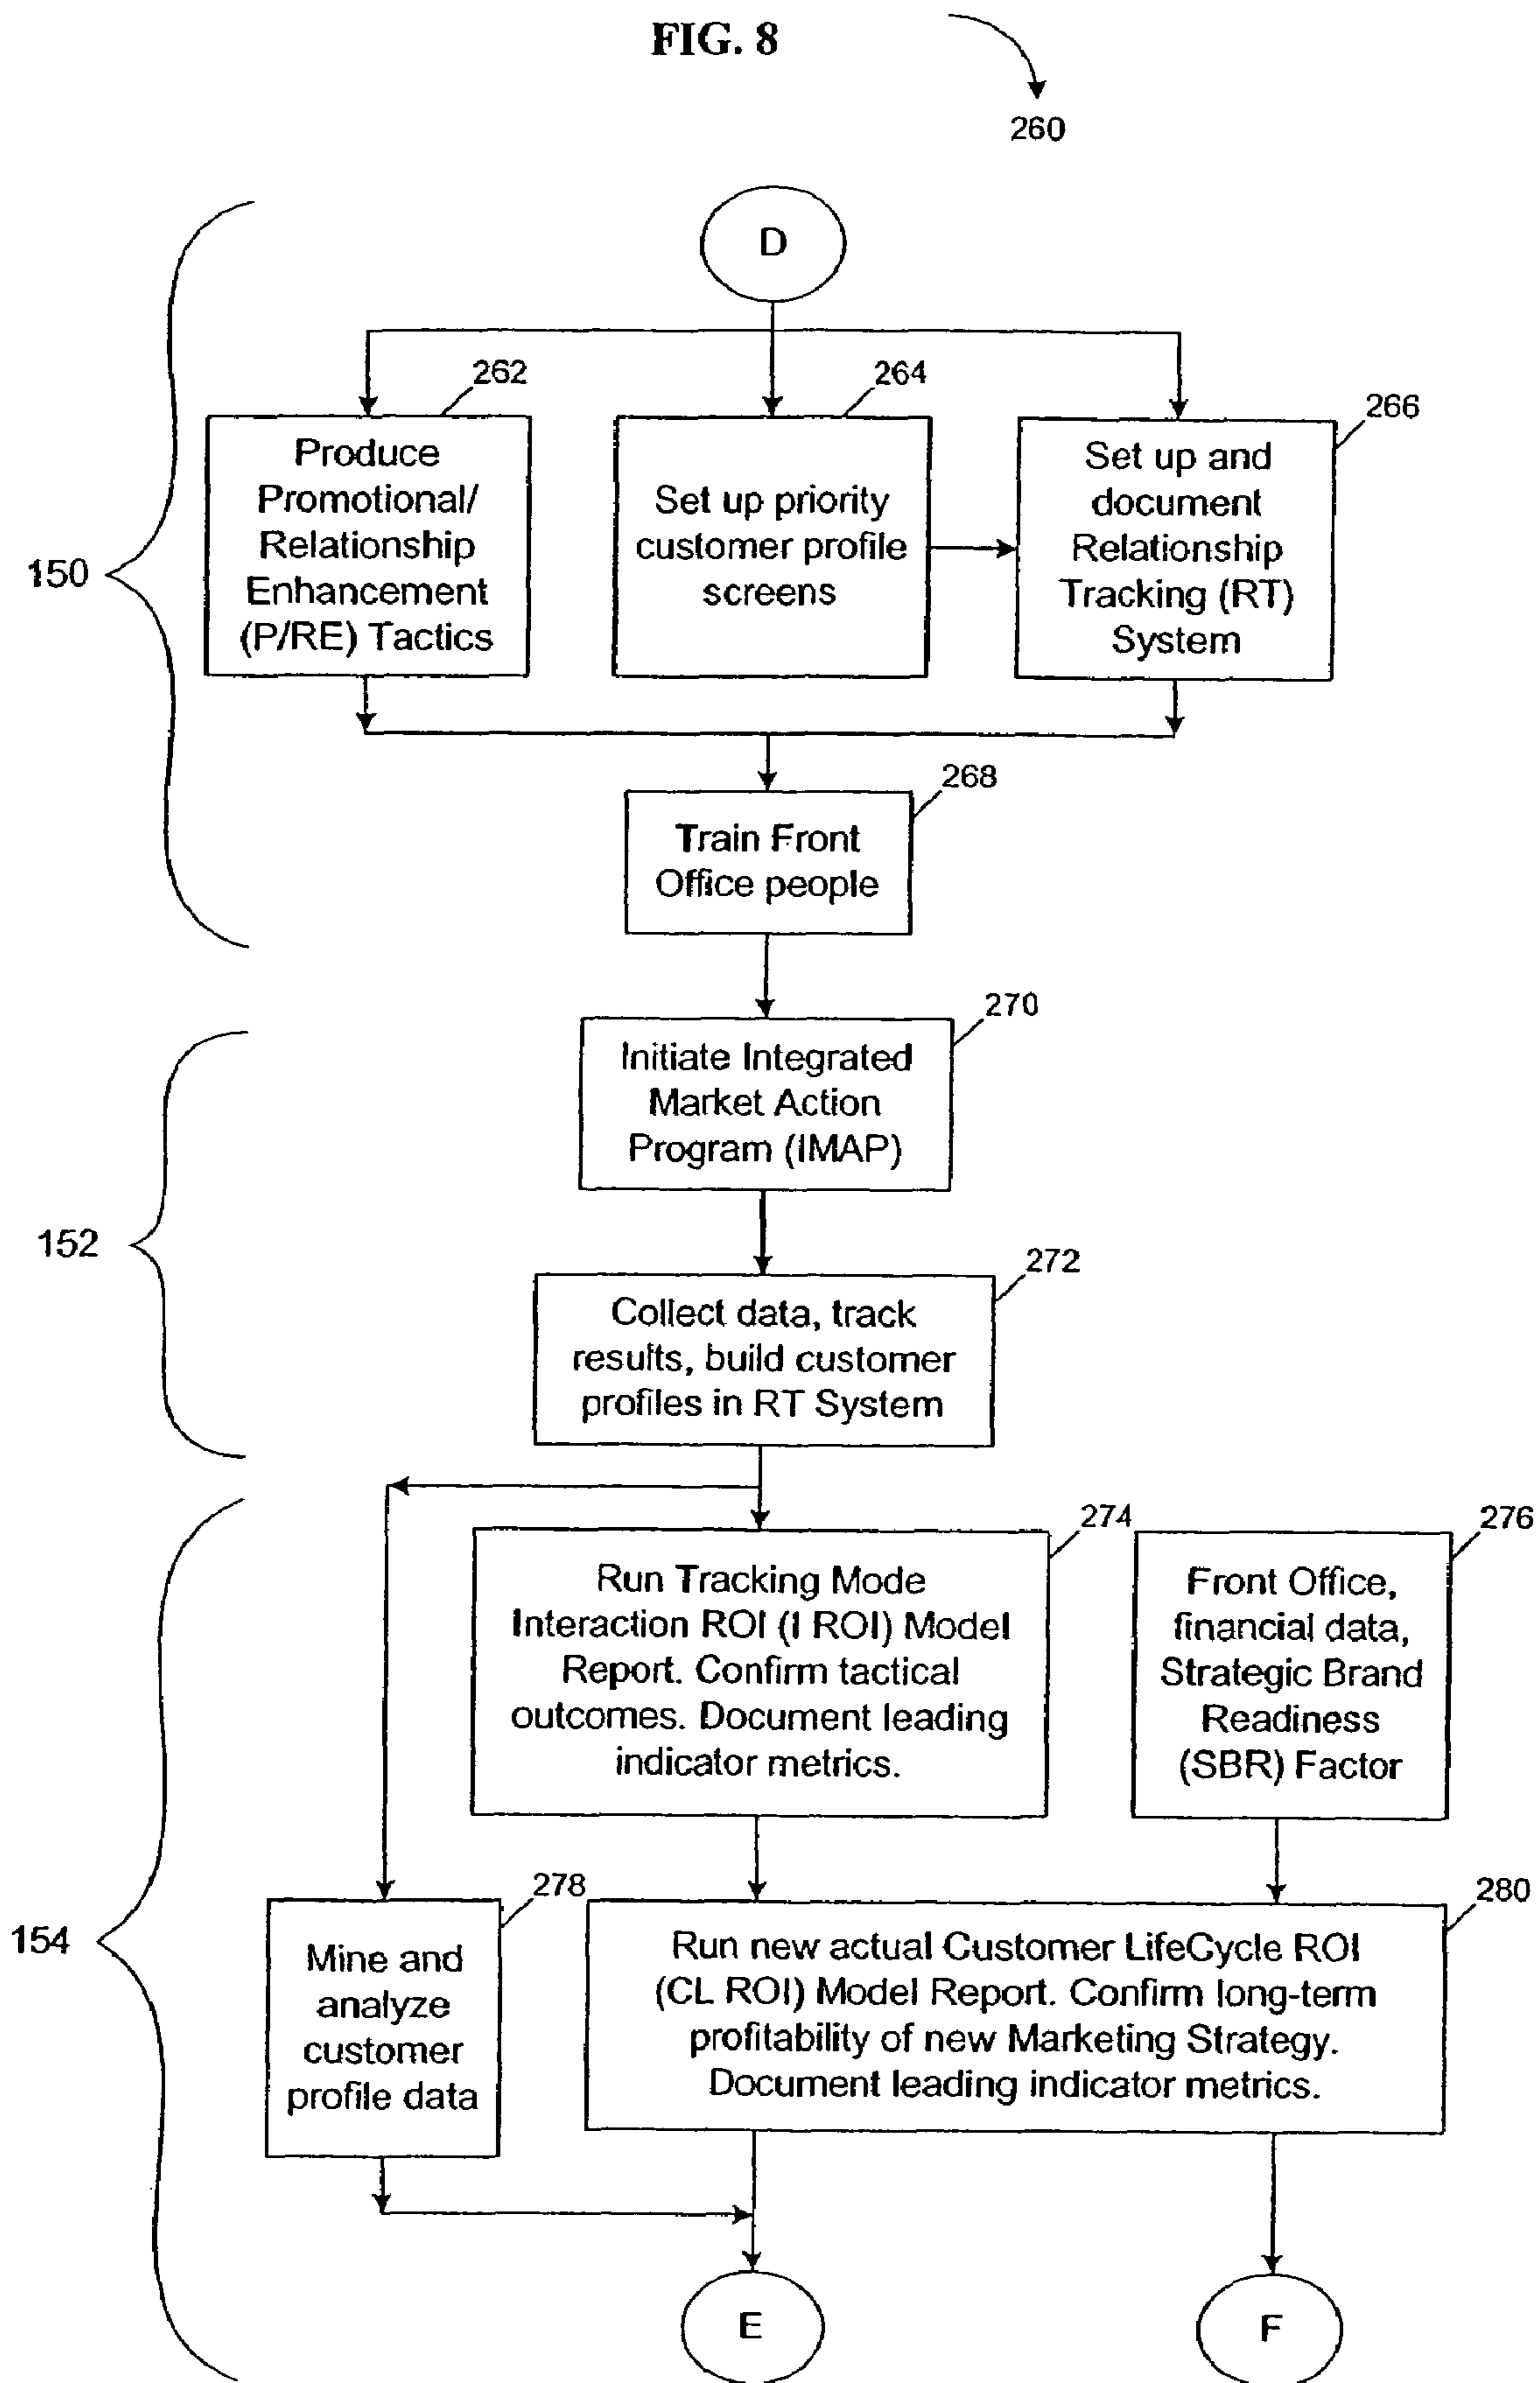 FIG. 8
260
D
262
264
266
Produce
Promotional/
Relationship
Enhancement
(P/RE) Tactics
Set up priority
customer profile
screens
Set up and
document
Relationship
Tracking (RT)
System
150
268
Train Front
Office people
270
Initiate Integrated
Market Action
Program (IMAP)
152
272
Collect data, track
results, build customer
profiles in RT System
274
276
Run Tracking Mode
Interaction ROI (I ROI) Model
Report. Confirm tactical
outcomes. Document leading
indicator metrics.
Front Office,
financial data,
Strategic Brand
Readiness
(SBR) Factor
278
280
154
Mine and
analyze
customer
profile data
Run new actual Customer LifeCycle ROI
(CL ROI) Model Report. Confirm long-term
profitability of new Marketing Strategy.
Document leading indicator metrics.
E
F